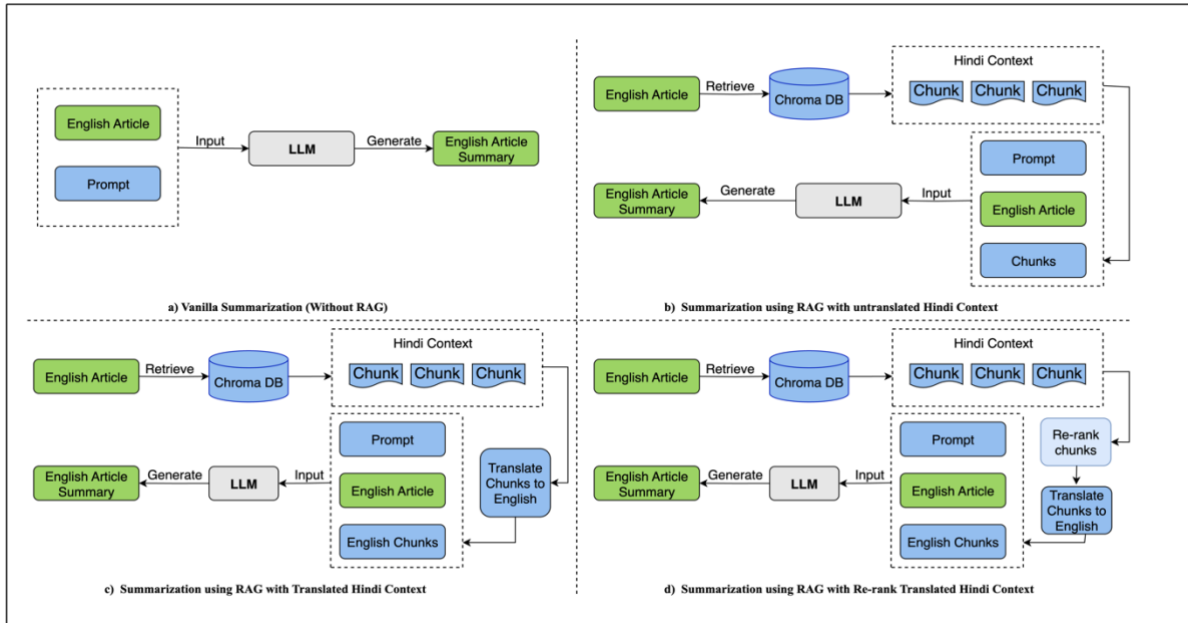 English Article
Prompt
Input
LLM
Generate
English Article
Summary
a) Vanilla Summarization (Without RAG)
English Article
Retrieve
Chroma DB
Hindi Context
Chunk
Chunk
Chunk
Prompt
English Article
Chunks
Input
LLM
Generate
English Article
Summary
b) Summarization using RAG with untranslated Hindi Context
English Article
Retrieve
Chroma DB
Hindi Context
Chunk
Chunk
Chunk
Translate
Chunks to
English
Prompt
English Article
English Chunks
Input
LLM
Generate
English Article
Summary
c) Summarization using RAG with Translated Hindi Context
English Article
Retrieve
Chroma DB
Hindi Context
Chunk
Chunk
Chunk
Re-rank
chunks
Translate
Chunks to
English
Prompt
English Article
English Chunks
Input
LLM
Generate
English Article
Summary
d) Summarization using RAG with Re-rank Translated Hindi Context